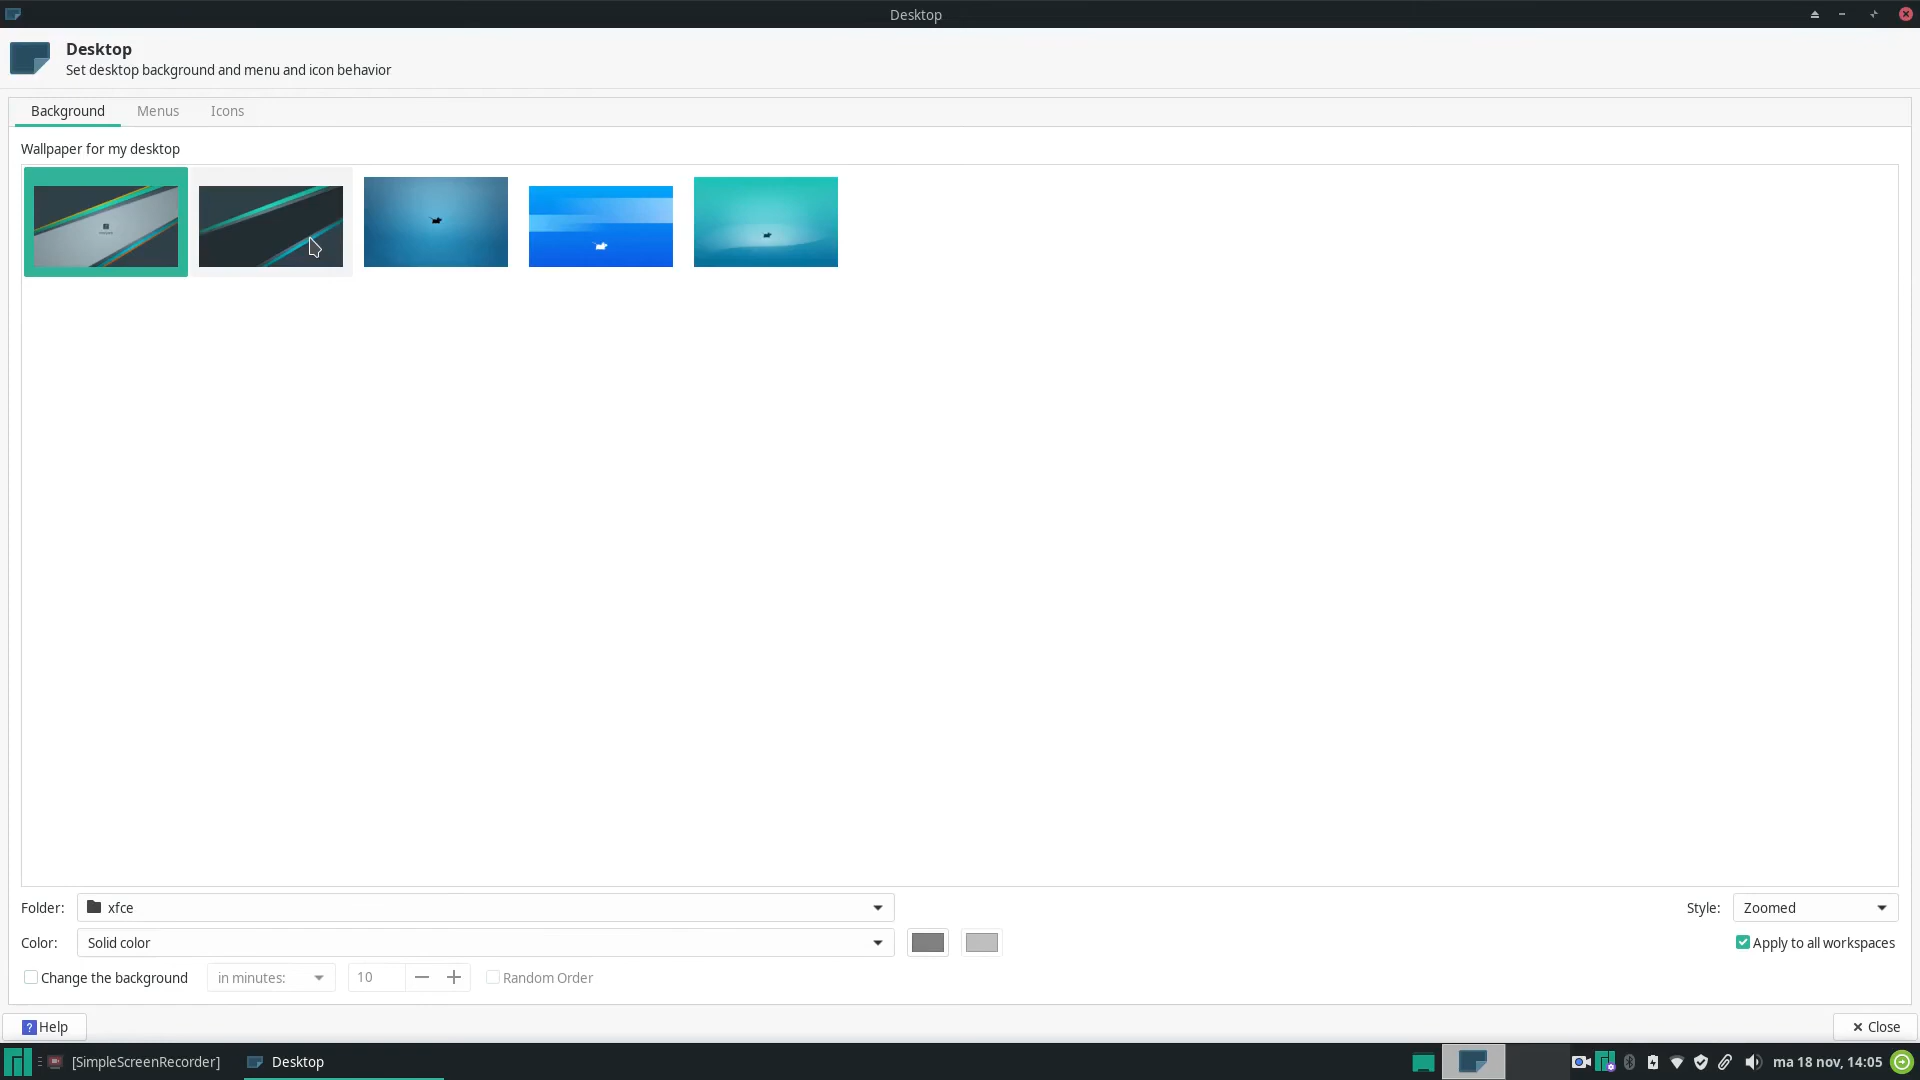 Desktop
Desktop
Set desktop background and menu and icon behavior
Background Menus Icons
Wallpaper for my desktop
Folder: xfce Style: Zoomed
Color: Solid color Apply to all workspaces
Change the background in minutes: 10 Random Order
? Help Close
[SimpleScreenRecorder] Desktop ma 18 nov, 14:05